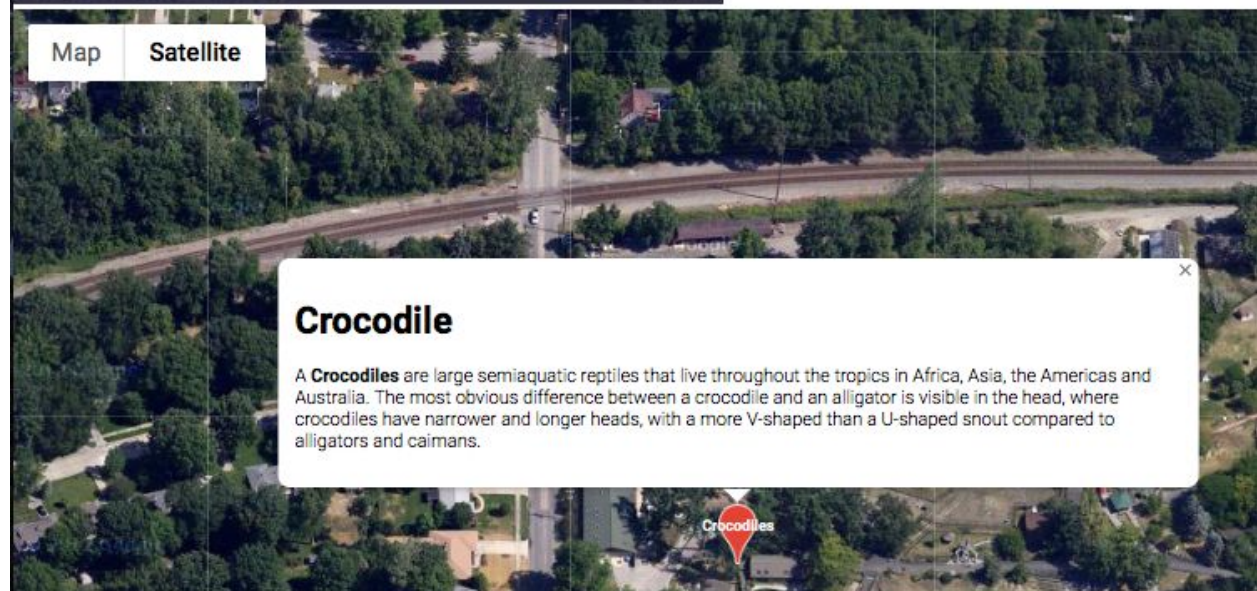 Map Satellite
Crocodile
A Crocodiles are large semiaquatic reptiles that live throughout the tropics in Africa, Asia, the Americas and
Australia. The most obvious difference between a crocodile and an alligator is visible in the head, where
crocodiles have narrower and longer heads, with a more V-shaped than a U-shaped snout compared to
alligators and caimans.
Crocodiles